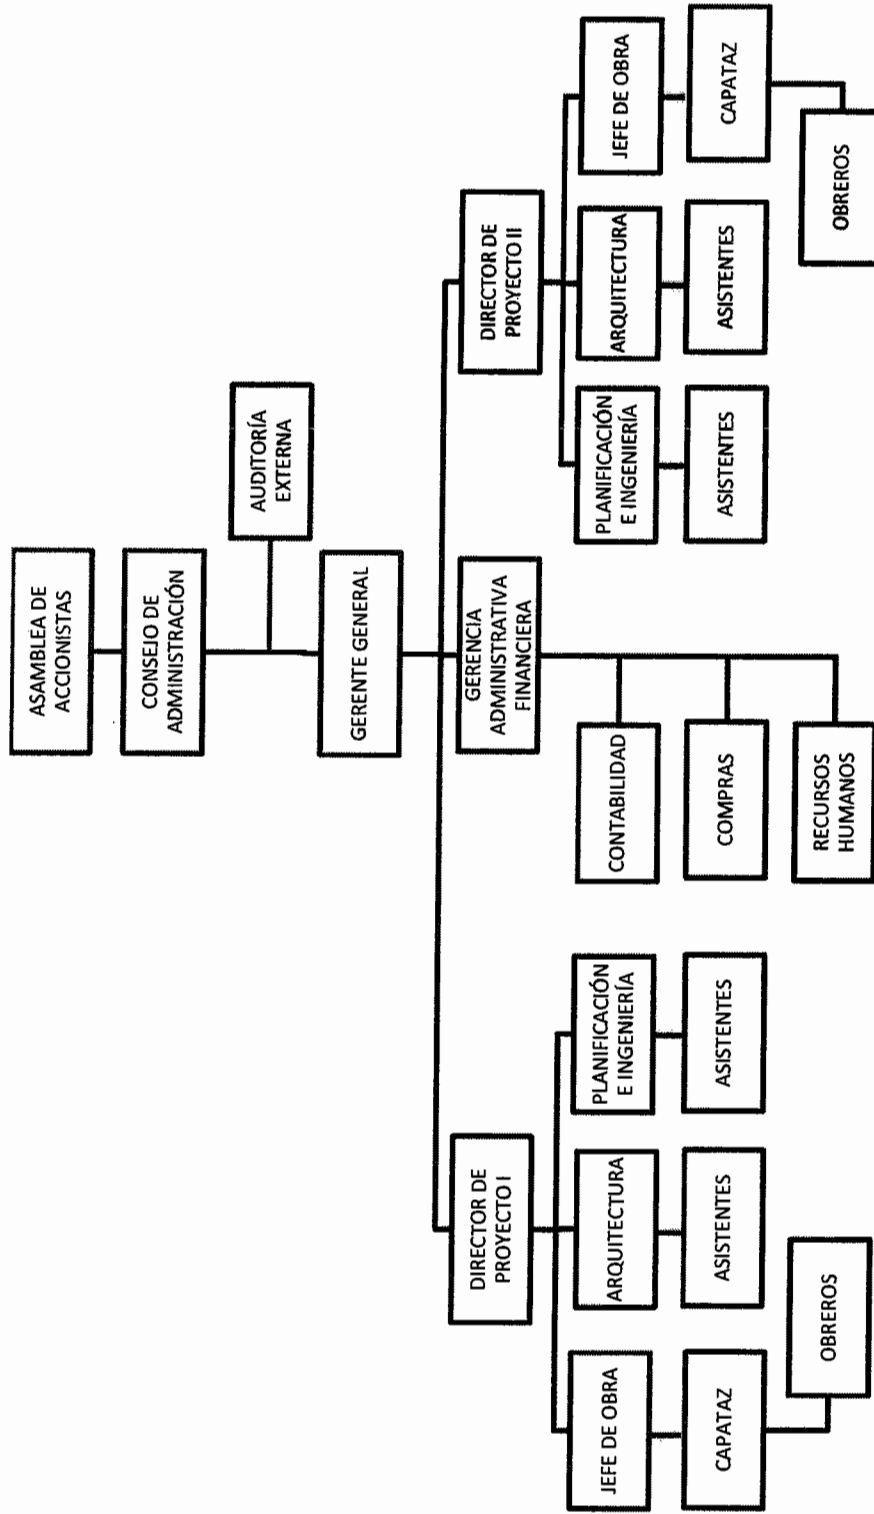 ASAMBLEA DE
ACCIONISTAS
CONSEJO DE
ADMINISTRACIÓN
AUDITORÍA
EXTERNA
GERENTE GENERAL
DIRECTOR DE
PROYECTO I
GERENCIA
ADMINISTRATIVA
FINANCIERA
DIRECTOR DE
PROYECTO II
JEFE DE OBRA
ARQUITECTURA
PLANIFICACIÓN
E INGENIERÍA
CONTABILIDAD
PLANIFICACIÓN
E INGENIERÍA
ARQUITECTURA
JEFE DE OBRA
CAPATAZ
ASISTENTES
ASISTENTES
COMPRAS
ASISTENTES
ASISTENTES
CAPATAZ
OBREROS
RECURSOS
HUMANOS
OBREROS